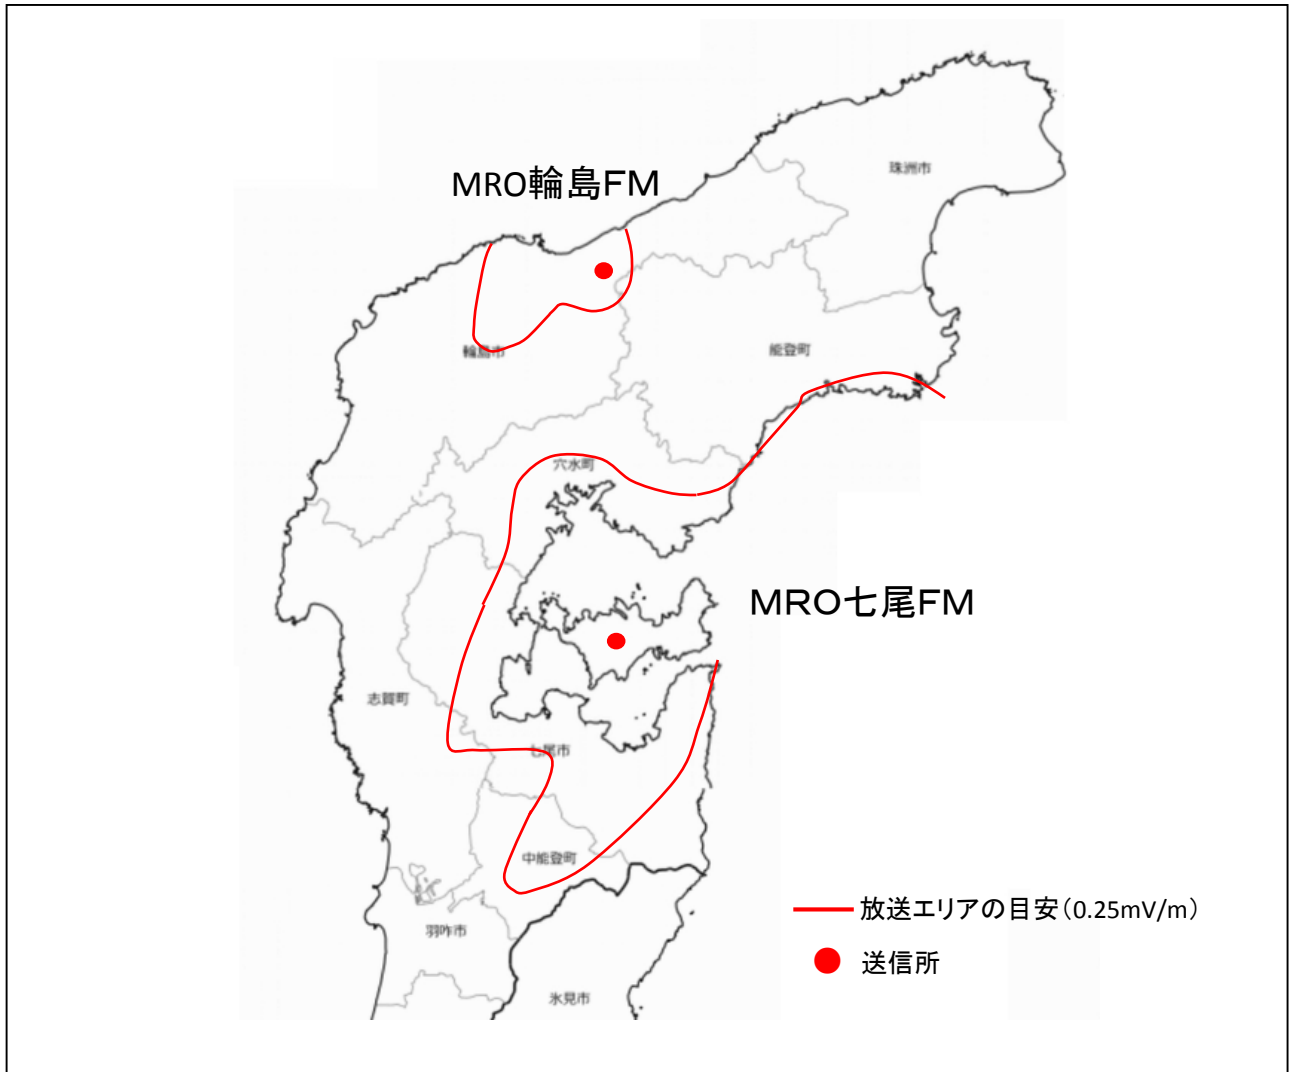 MRO輪島FM
珠洲市
輪島市
能登町
穴水町
MRO七尾FM
志賀町
七尾市
中能登町
放送エリアの目安(0.25mV/m)
羽咋市
送信所
氷見市